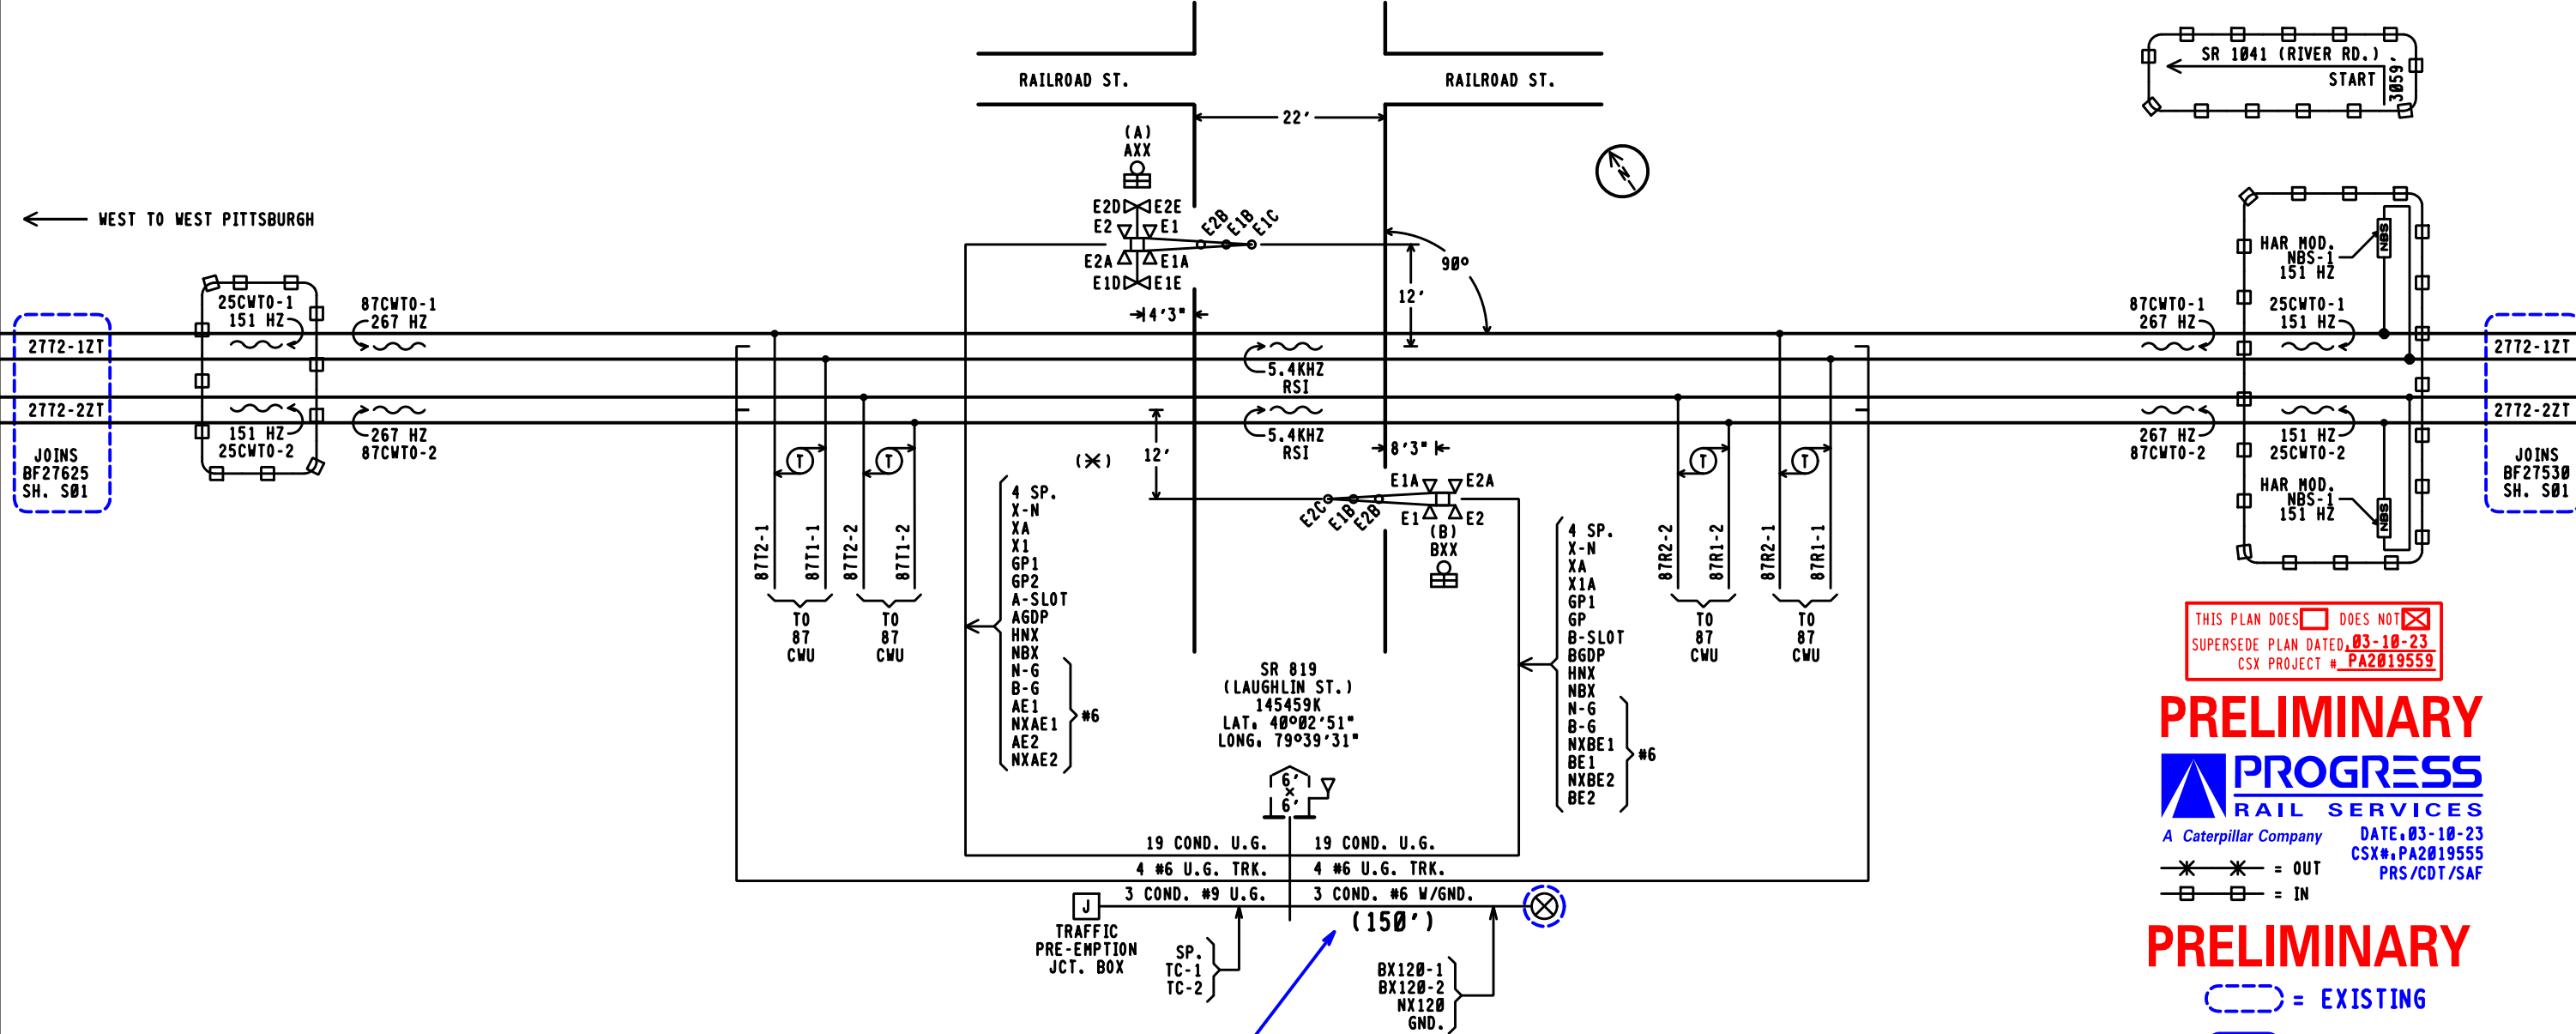 RAILROAD ST.
RAILROAD ST.
22'
(A)
AXX
E2D E2E
E2 E1
E2A E1A
E1D E1E
E2B
E1B
E1C
4'3"
N
90°
12'
SR 1041 (RIVER RD.)
START
3059'
WEST TO WEST PITTSBURGH
2772-1ZT
2772-2ZT
JOINS
BF27625
SH. S01
25CWTO-1
151 HZ
151 HZ
25CWTO-2
87CWTO-1
267 HZ
267 HZ
87CWTO-2
5.4KHZ
RSI
5.4KHZ
RSI
87CWTO-1
267 HZ
267 HZ
87CWTO-2
HAR MOD.
NBS-1
151 HZ
NBS
25CWTO-1
151 HZ
151 HZ
25CWTO-2
HAR MOD.
NBS-1
151 HZ
NBS
2772-1ZT
2772-2ZT
JOINS
BF27530
SH. S01
T
T
87T2-1
87T1-1
87T2-2
87T1-2
TO
87
CWU
TO
87
CWU
(X)
12'
4 SP.
X-N
XA
X1
GP1
GP2
A-SLOT
AGDP
HNX
NBX
N-G
B-G
AE1
NXAE1
AE2
NXAE2
#6
8'3"
E1A E2A
E1 E2
E2C
E1B
E2B
(B)
BXX
4 SP.
X-N
XA
X1A
GP1
GP
B-SLOT
BGDP
HNX
NBX
N-G
B-G
NXBE1
BE1
NXBE2
BE2
#6
T
T
87R2-2
87R1-2
87R2-1
87R1-1
TO
87
CWU
TO
87
CWU
SR 819
(LAUGHLIN ST.)
145459K
LAT. 40°02'51"
LONG. 79°39'31"
6'
x
6'
19 COND. U.G.
19 COND. U.G.
4 #6 U.G. TRK.
4 #6 U.G. TRK.
3 COND. #9 U.G.
3 COND. #6 W/GND.
(150')
J
TRAFFIC
PRE-EMPTION
JCT. BOX
SP.
TC-1
TC-2
BX120-1
BX120-2
NX120
GND.
THIS PLAN DOES DOES NOT
SUPERSEDE PLAN DATED. 03-10-23
CSX PROJECT # PA2019559
PRELIMINARY
PROGRESS
RAIL SERVICES
A Caterpillar Company
DATE:03-10-23
CSX#:PA2019555
PRS/CDT/SAF
= OUT
= IN
PRELIMINARY
= EXISTING